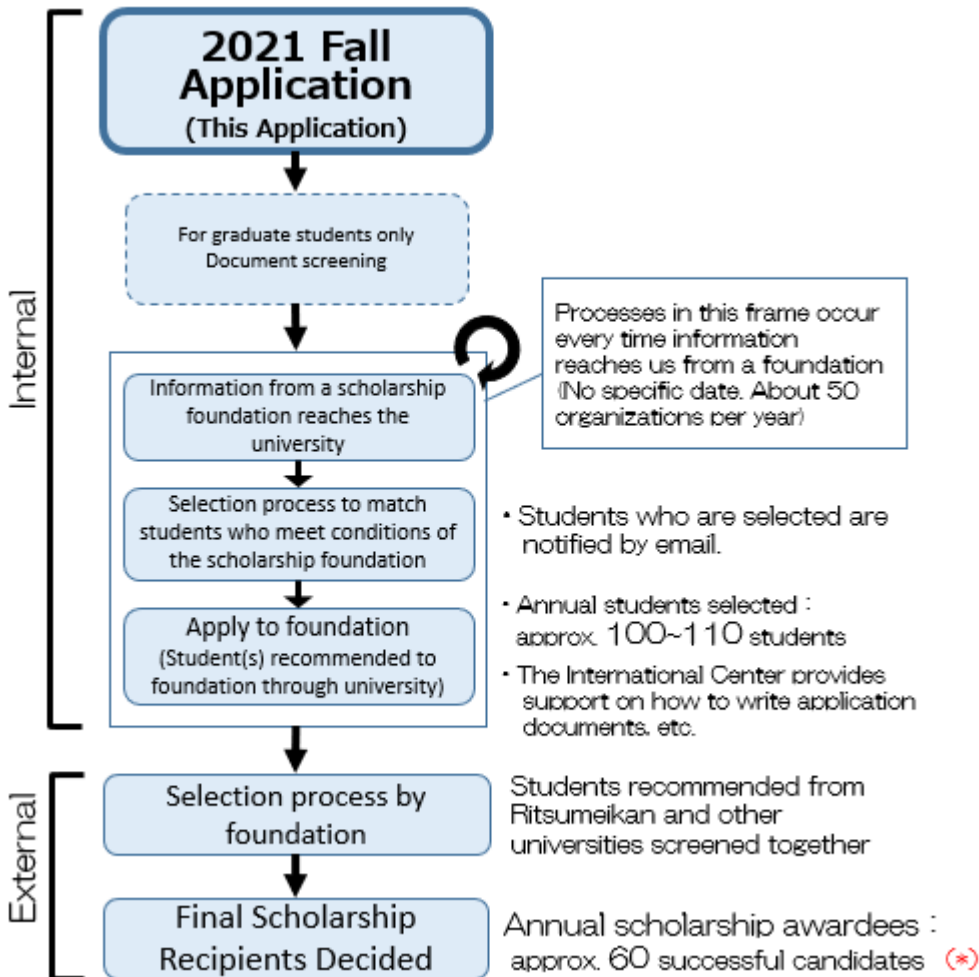 2021 Fall
Application
(This Application)
For graduate students only
Document screening
Internal
Processes in this frame occur
every time information
reaches us from a foundation
(No specific date. About 50
organizations per year)
Information from a scholarship
foundation reaches the
university
Selection process to match
students who meet conditions of
the scholarship foundation
・Students who are selected are
notified by email.
Apply to foundation
(Student(s) recommended to
foundation through university)
・Annual students selected :
approx. 100~110 students
・The International Center provides
support on how to write application
documents, etc.
External
Selection process by
foundation
Students recommended from
Ritsumeikan and other
universities screened together
Final Scholarship
Recipients Decided
Annual scholarship awardees :
approx. 60 successful candidates (*)